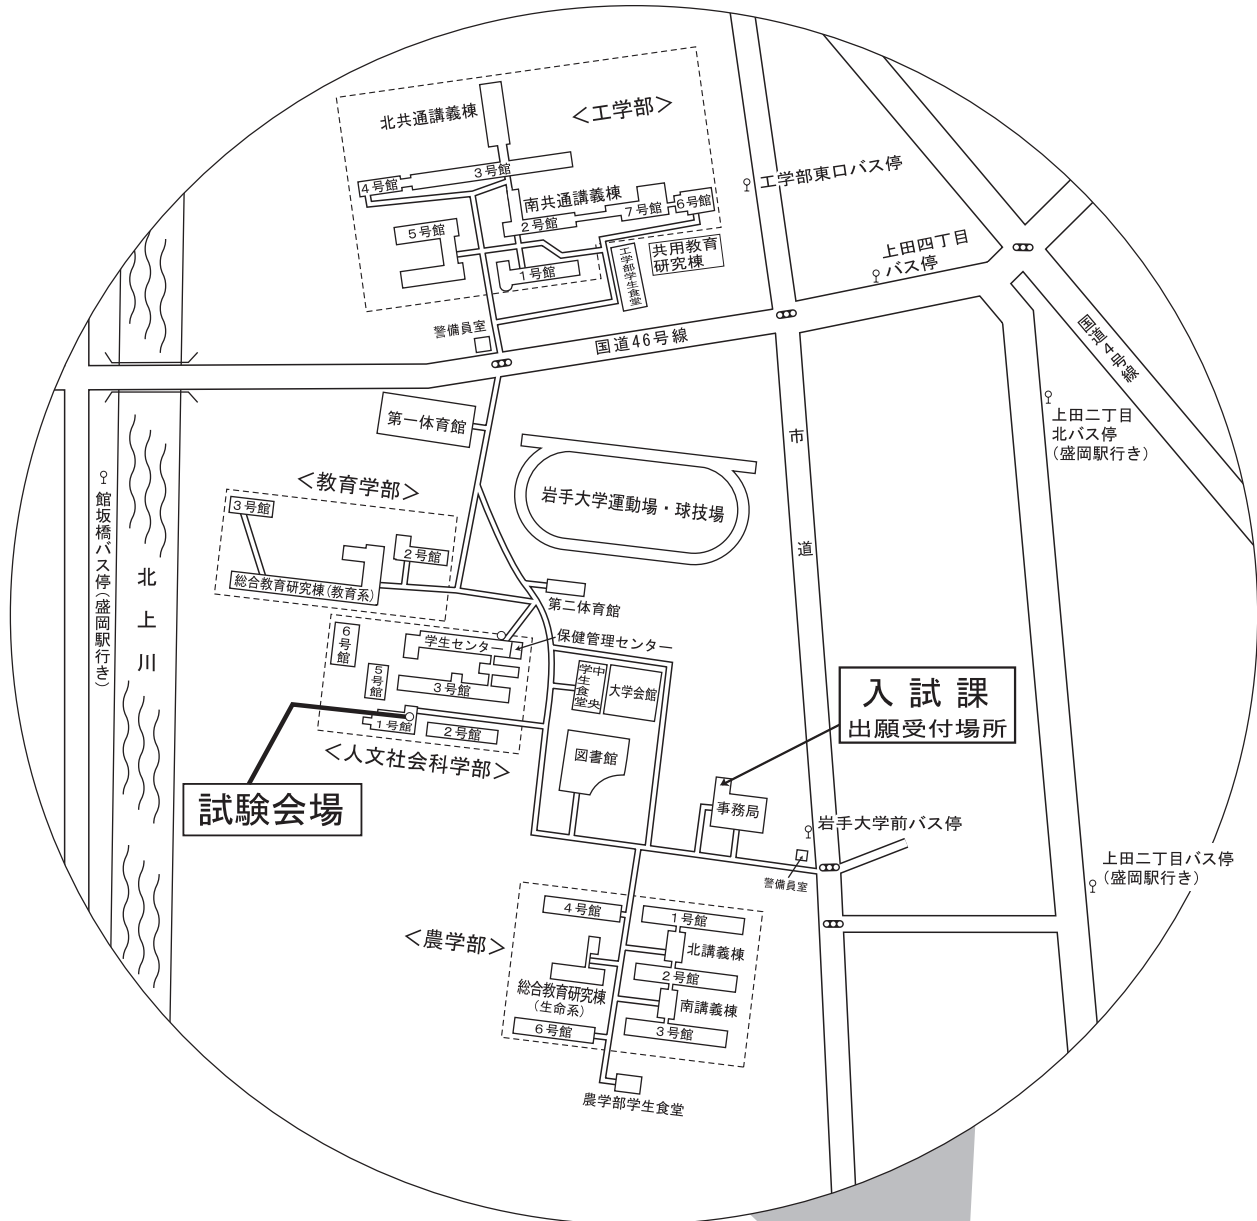 北共通講義棟
＜工学部＞
3号館
4号館
南共通講義棟
7号館
6号館
2号館
5号館
1号館
工学部学生食堂
共用教育
研究棟
工学部東口バス停
上田四丁目
バス停
警備員室
国道46号線
国道4号線
第一体育館
市道
上田二丁目
北バス停
(盛岡駅行き)
岩手大学運動場・球技場
＜教育学部＞
3号館
2号館
総合教育研究棟(教育系)
館坂橋バス停(盛岡駅行き)
北上川
第二体育館
保健管理センター
6号館
学生センター
5号館
3号館
1号館
2号館
＜人文社会科学部＞
中央
学生食堂
大学会館
図書館
入試課
出願受付場所
試験会場
事務局
岩手大学前バス停
警備員室
上田二丁目バス停
(盛岡駅行き)
＜農学部＞
4号館
1号館
北講義棟
2号館
総合教育研究棟
(生命系)
南講義棟
6号館
3号館
農学部学生食堂